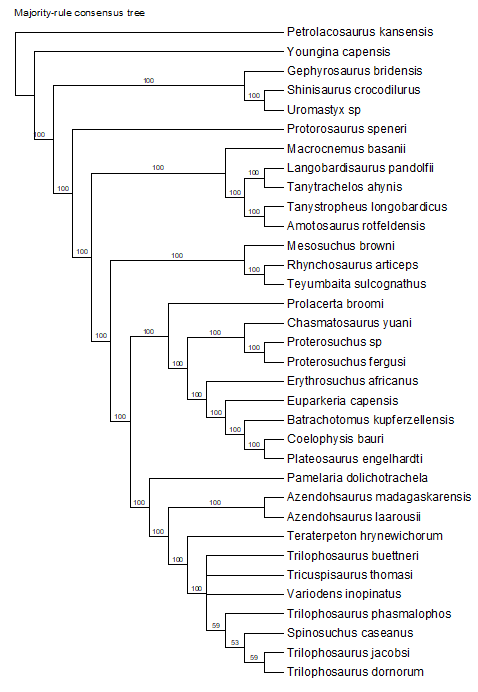 Majority-rule consensus tree
Petrolacosaurus kansensis
Youngina capensis
Gephyrosaurus bridensis
100
Shinisaurus crocodilurus
100
Uromastyx sp
Protorosaurus speneri
100
Macrocnemus basanii
Langobardisaurus pandolfii
100
100
Tanytrachelos ahynis
100
100
Tanystropheus longobardicus
100
Amotosaurus rotfeldensis
Mesosuchus browni
100
100
Rhynchosaurus articeps
100
Teyumbaita sulcognathus
Prolacerta broomi
Chasmatosaurus yuani
100
100
100
Proterosuchus sp
100
100
Proterosuchus fergusi
Erythrosuchus africanus
100
Euparkeria capensis
100
Batrachotomus kupferzellensis
100
100
Coelophysis bauri
100
Plateosaurus engelhardti
Pamelaria dolichotrachela
Azendohsaurus madagaskarensis
100
100
Azendohsaurus laarousii
Teraterpeton hrynewichorum
100
Trilophosaurus buettneri
Tricuspisaurus thomasi
100
Variodens inopinatus
Trilophosaurus phasmalophos
59
Spinosuchus caseanus
53
Trilophosaurus jacobsi
59
Trilophosaurus dornorum